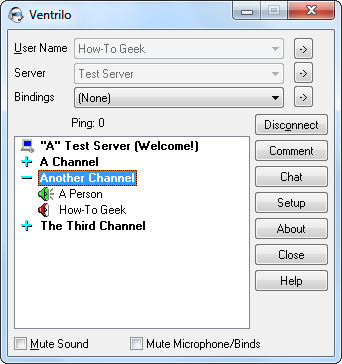 Ventrilo
User Name How-To Geek ->
Server Test Server ->
Bindings (None) ->
Ping: 0
Disconnect
"A" Test Server (Welcome!)
A Channel
Comment
Another Channel
Chat
A Person
How-To Geek
Setup
The Third Channel
About
Close
Help
Mute Sound Mute Microphone/Binds